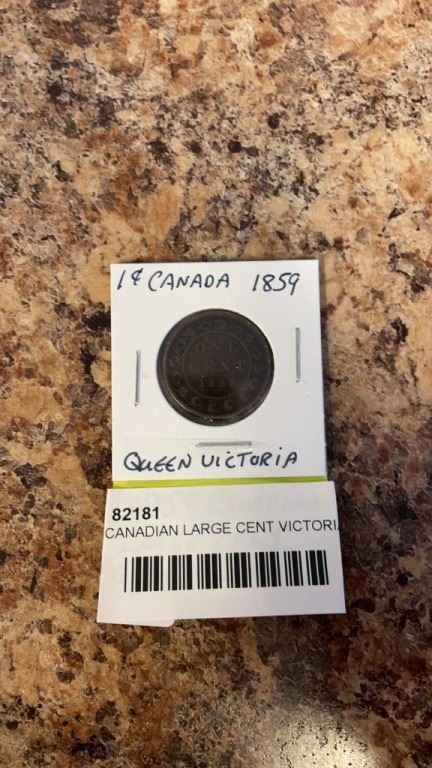 1¢ CANADA 1859
ONE
CENT
QUEEN VICTORIA
82181
CANADIAN LARGE CENT VICTORI